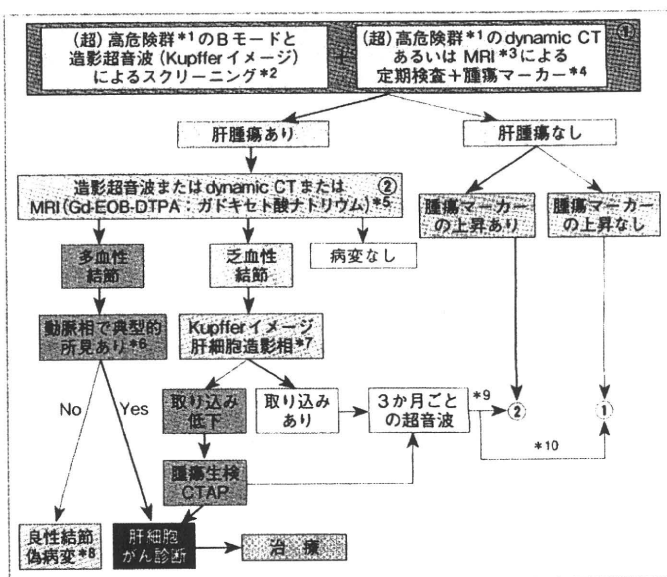 (超)高危険群*1のBモードと
造影超音波(Kupfferイメージ)
によるスクリーニング*2
+
(超)高危険群*1のdynamic CT
あるいはMRI*3による
定期検査+腫瘍マーカー*4
①
肝腫瘍あり
肝腫瘍なし
造影超音波またはdynamic CTまたは
MRI(Gd-EOB-DTPA:ガドキセト酸ナトリウム)*5
②
腫瘍マーカー
の上昇あり
腫瘍マーカー
の上昇なし
多血性
結節
乏血性
結節
病変なし
動脈相で典型的
所見あり*6
Kupfferイメージ
肝細胞造影相*7
No
Yes
取り込み
低下
取り込み
あり
3か月ごと
の超音波
*9
②
①
*10
腫瘍生検
CTAP
良性結節
偽病変*8
肝細胞
がん診断
治療